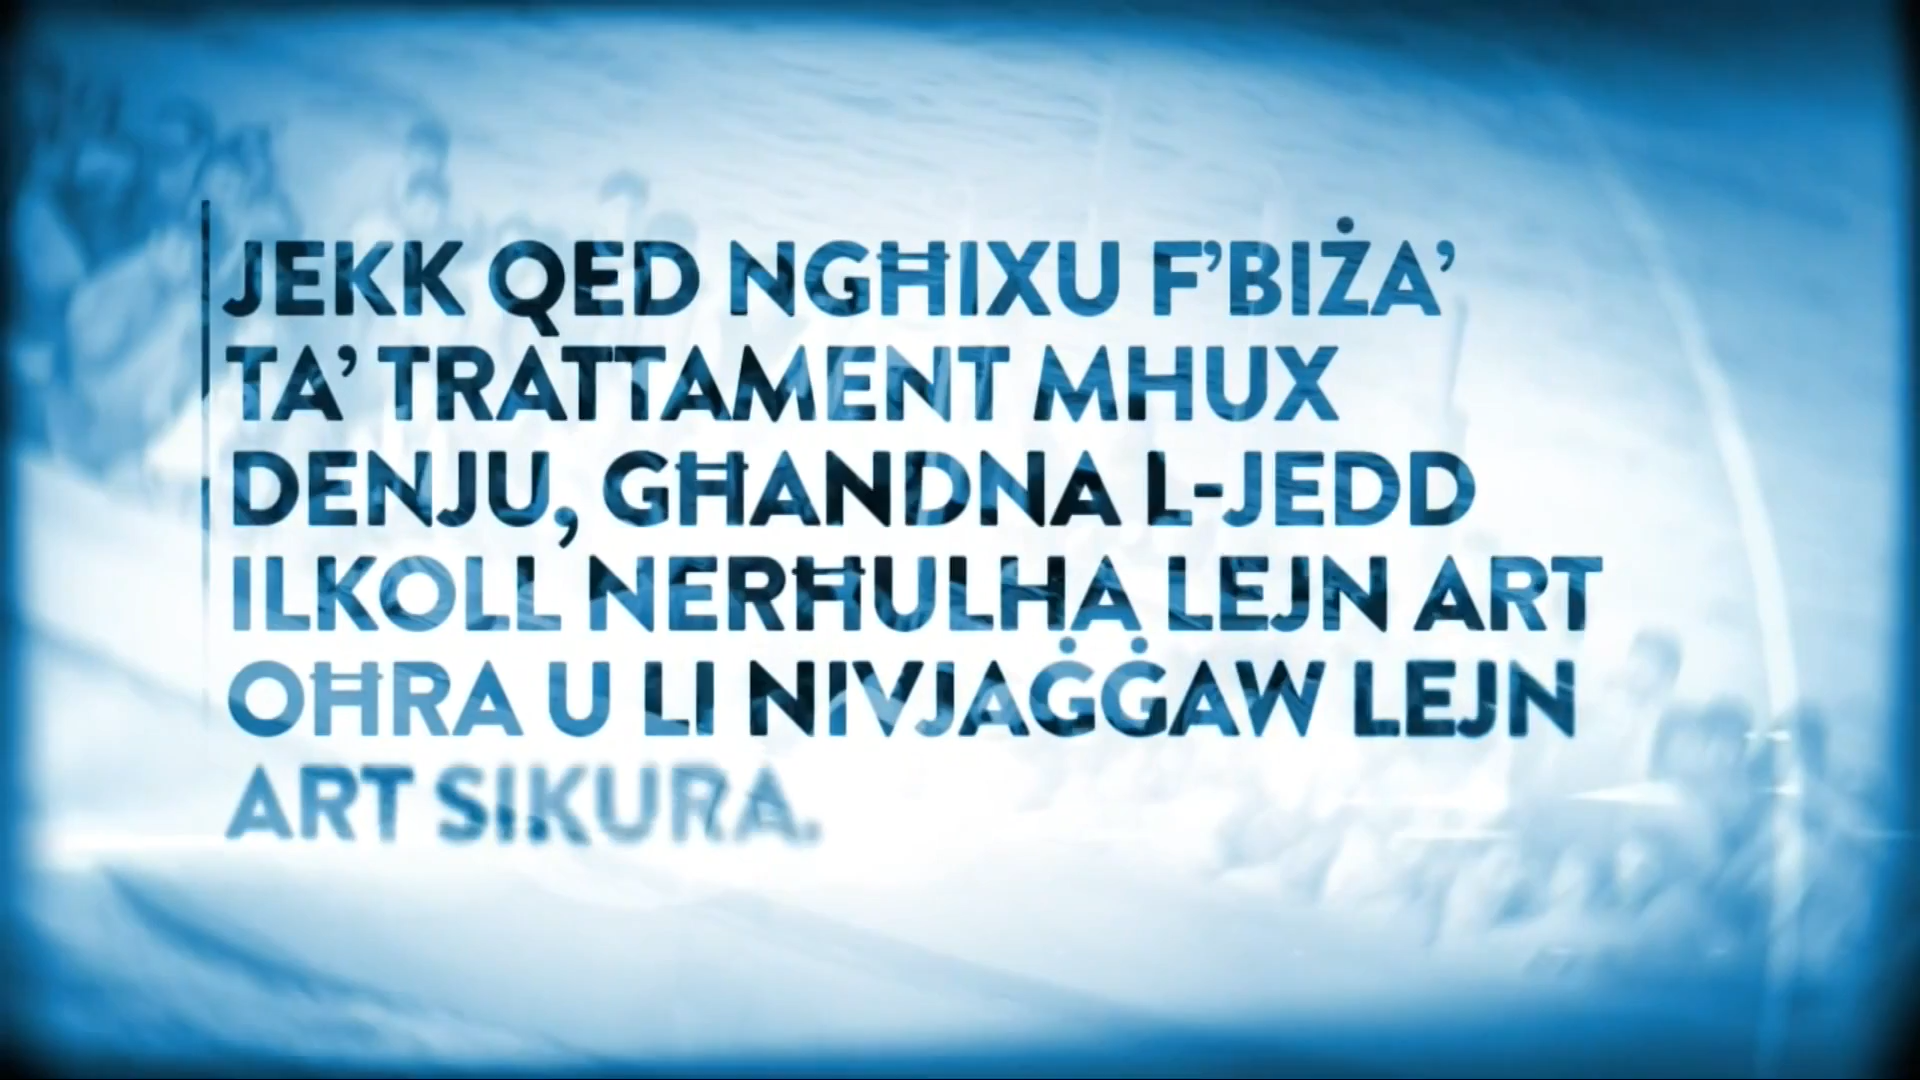 JEKK QED NGĦIXU F'BIŻA'
TA' TRATTAMENT MHUX
DENJU, GĦANDNA L-JEDD
ILKOLL NERĦULHA LEJN ART
OĦRA U LI NIVJAĠĠAW LEJN
ART SIKURA.